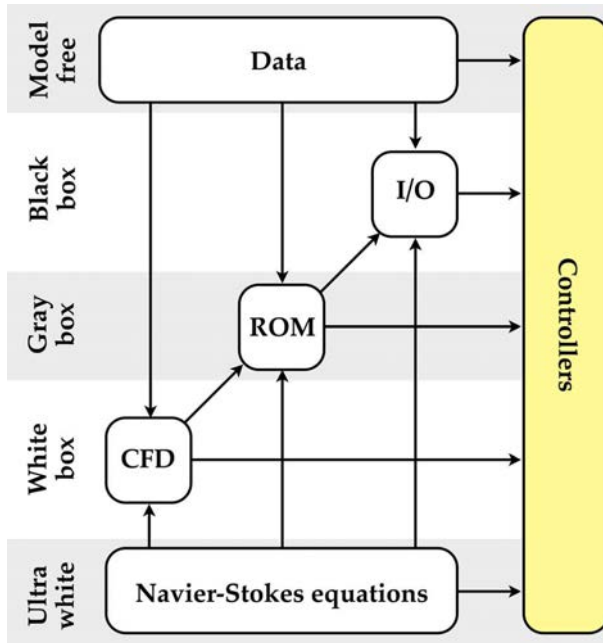 Model
free
Data
Black
box
I/O
Gray
box
ROM
White
box
CFD
Ultra
white
Navier-Stokes equations
Controllers